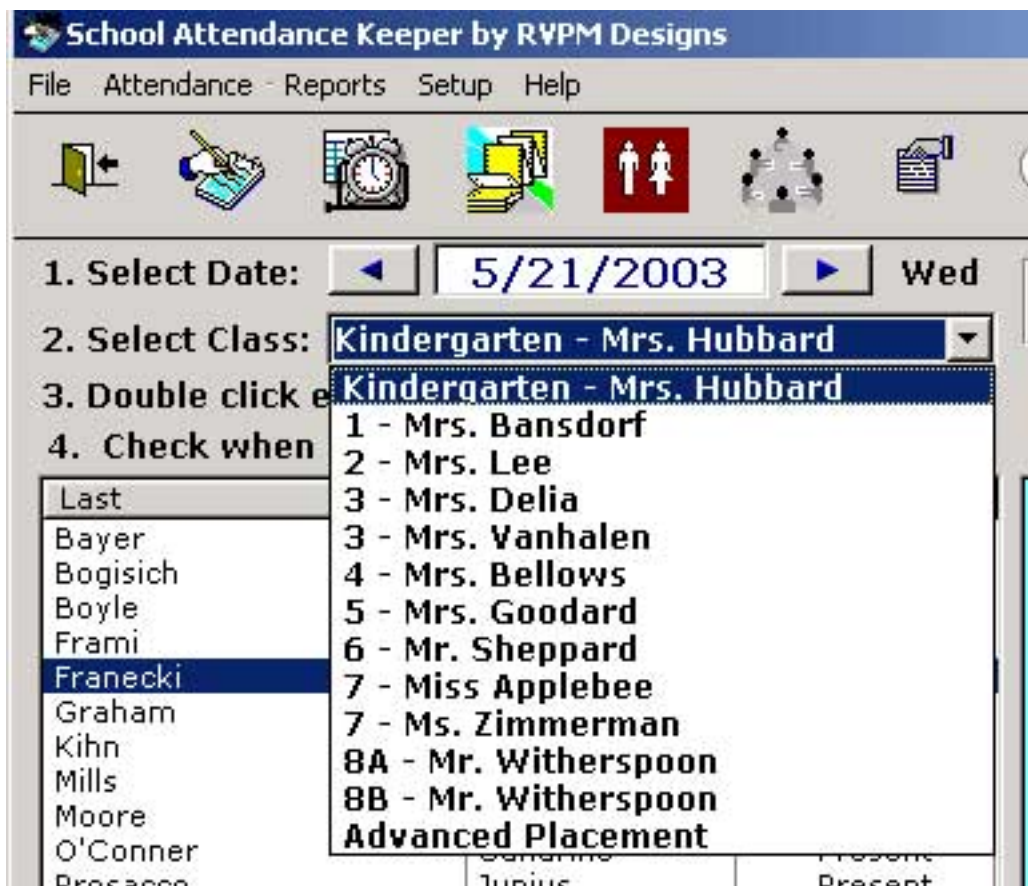 School Attendance Keeper by RVPM Designs
File Attendance Reports Setup Help
1. Select Date: 5/21/2003 Wed
2. Select Class: Kindergarten - Mrs. Hubbard
3. Double click e
4. Check when
Kindergarten - Mrs. Hubbard
1 - Mrs. Bansdorf
2 - Mrs. Lee
3 - Mrs. Delia
3 - Mrs. Vanhalen
4 - Mrs. Bellows
5 - Mrs. Goodard
6 - Mr. Sheppard
7 - Miss Applebee
7 - Ms. Zimmerman
8A - Mr. Witherspoon
8B - Mr. Witherspoon
Advanced Placement
Last
Bayer
Bogisich
Boyle
Frami
Franecki
Graham
Kihn
Mills
Moore
O'Conner
Prosacco Junius Present